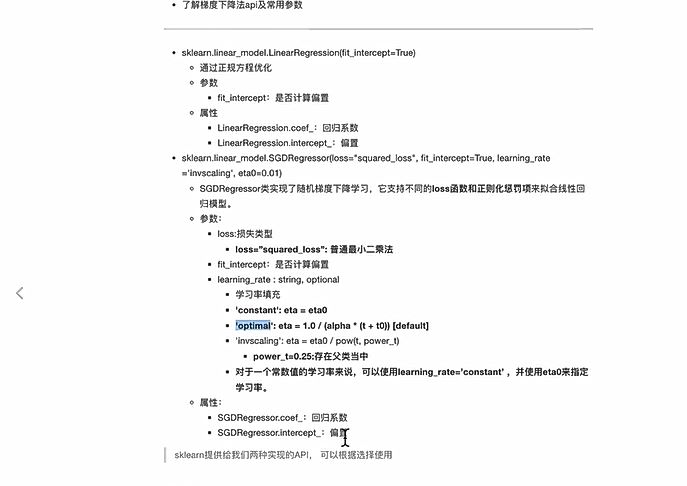 了解梯度下降法api及常用参数
sklearn.linear_model.LinearRegression(fit_intercept=True)
通过正规方程优化
参数
fit_intercept：是否计算偏置
属性
LinearRegression.coef_：回归系数
LinearRegression.intercept_：偏置
sklearn.linear_model.SGDRegressor(loss="squared_loss", fit_intercept=True, learning_rate
='invscaling', eta0=0.01)
SGDRegressor类实现了随机梯度下降学习，它支持不同的loss函数和正则化惩罚项来拟合线性回
归模型。
参数：
loss:损失类型
loss="squared_loss": 普通最小二乘法
fit_intercept：是否计算偏置
learning_rate : string, optional
学习率填充
'constant': eta = eta0
'optimal': eta = 1.0 / (alpha * (t + t0)) [default]
'invscaling': eta = eta0 / pow(t, power_t)
power_t=0.25:存在父类当中
对于一个常数值的学习率来说，可以使用learning_rate='constant' ，并使用eta0来指定
学习率。
属性：
SGDRegressor.coef_：回归系数
SGDRegressor.intercept_：偏置
sklearn提供给我们两种实现的API， 可以根据选择使用